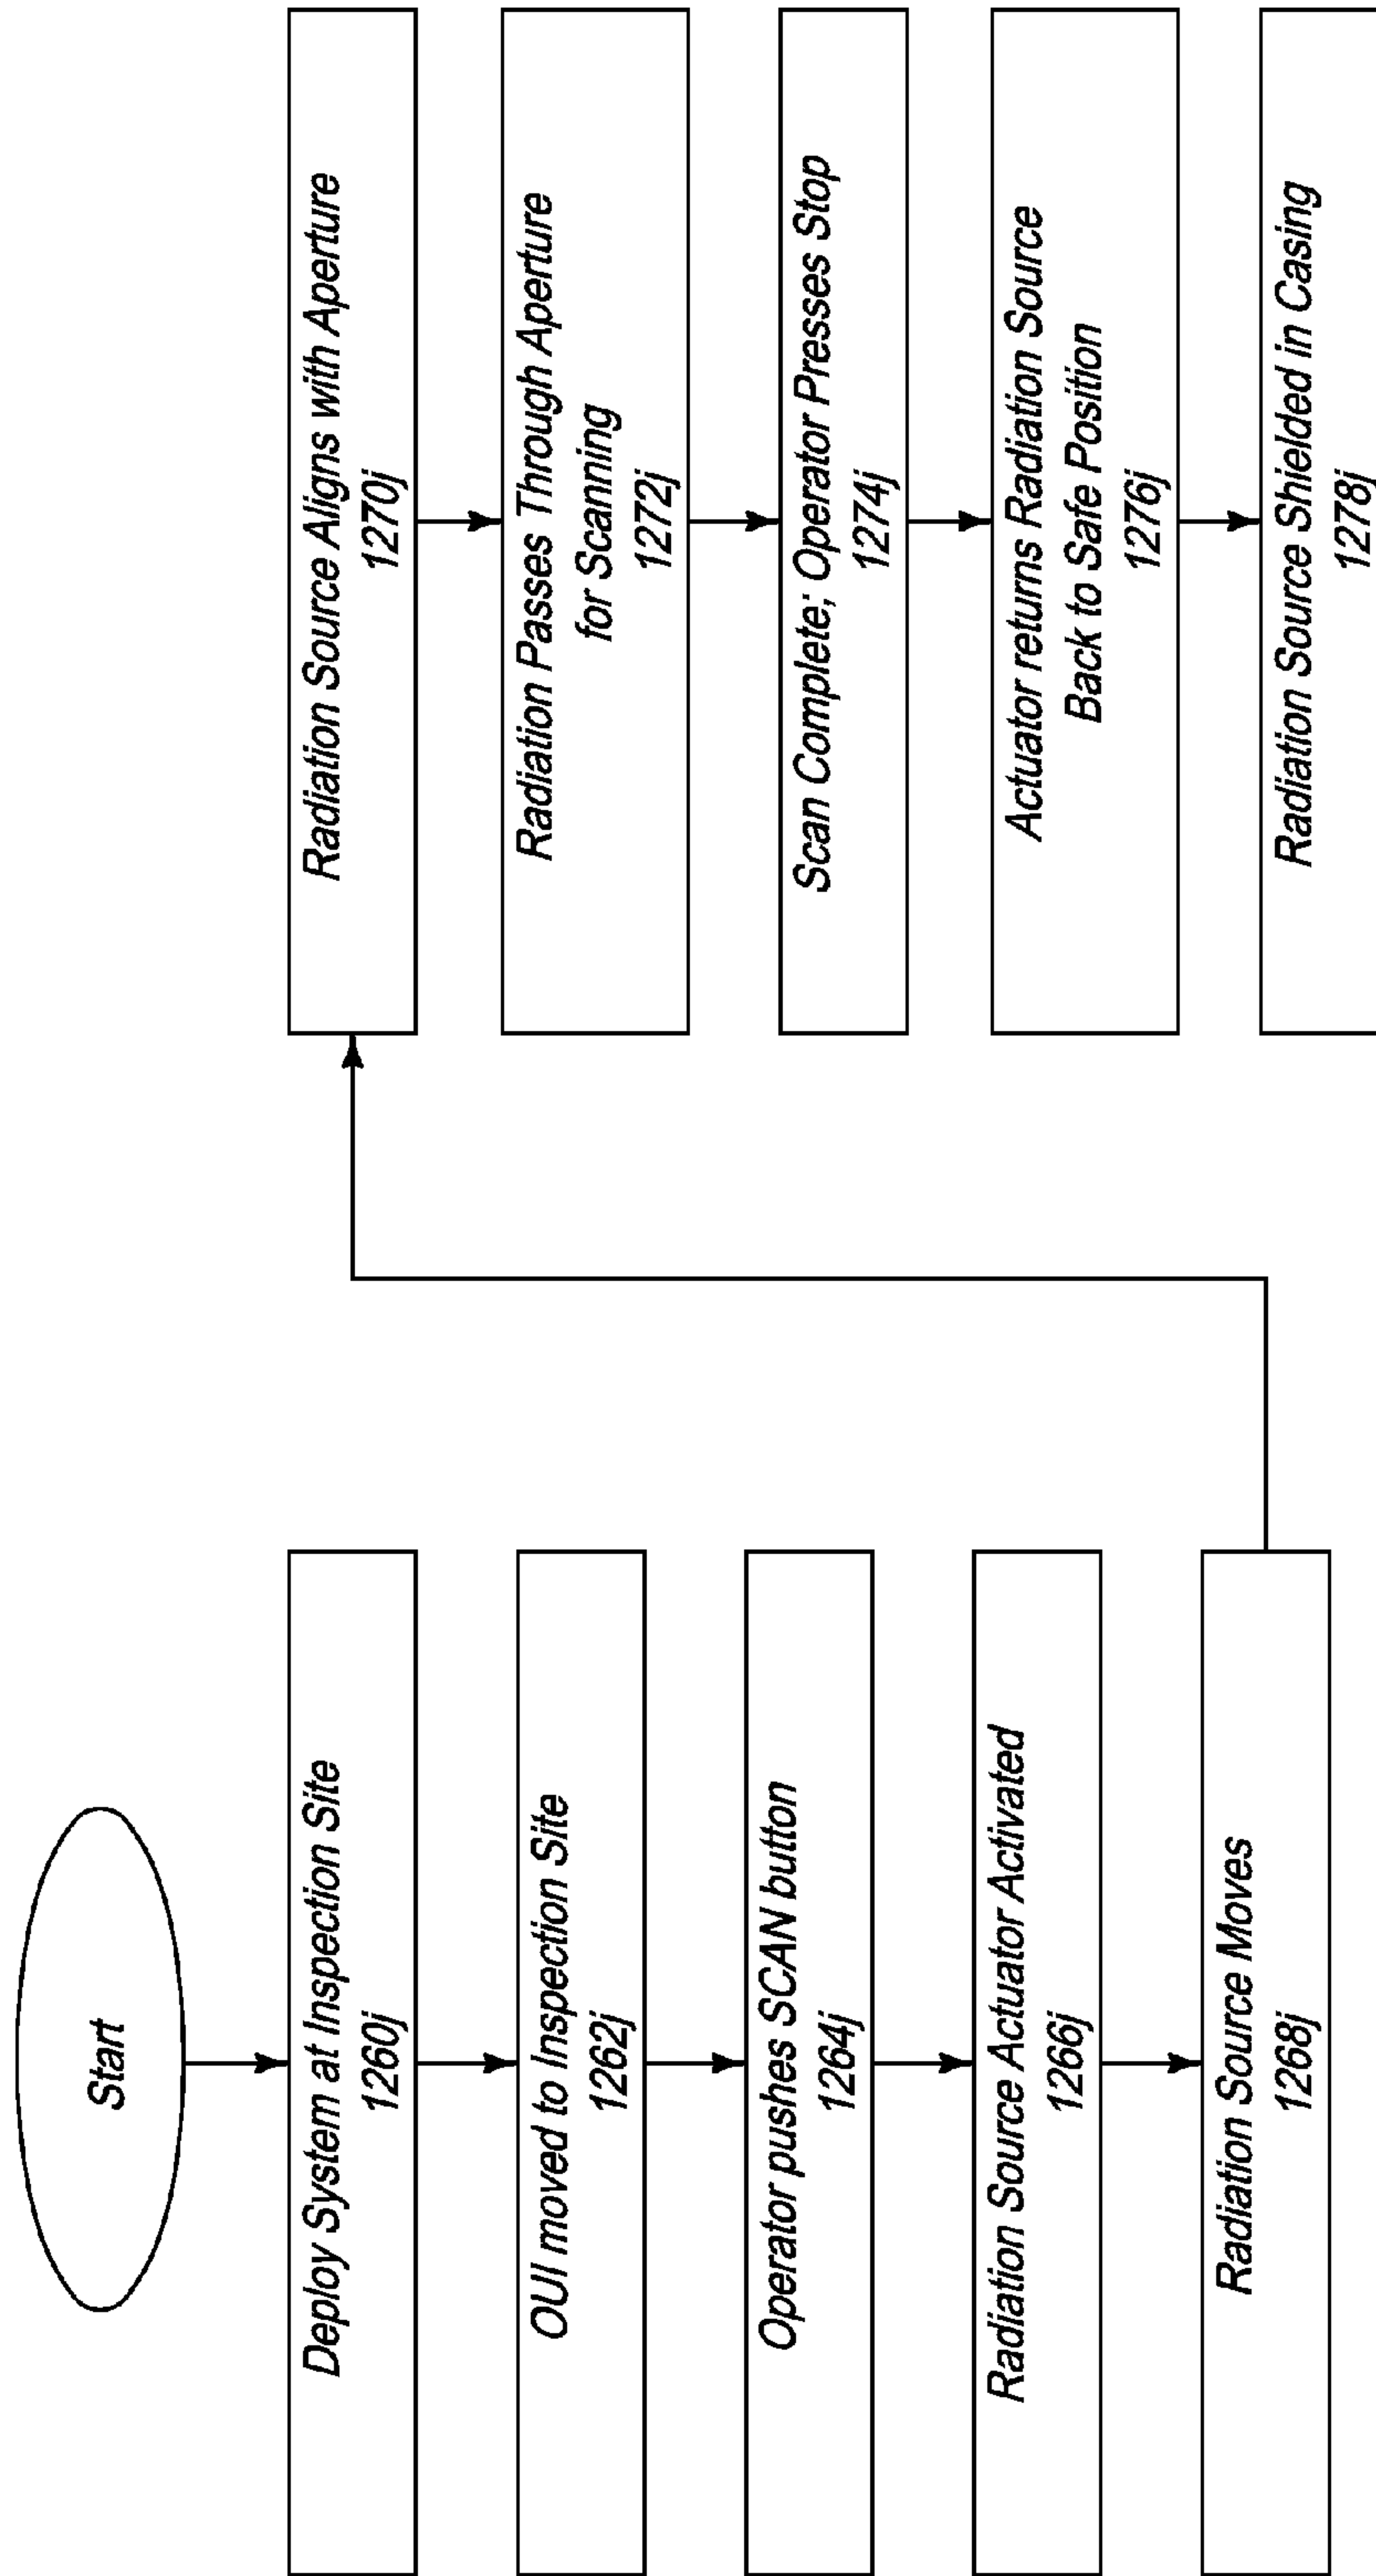 Start
Deploy System at Inspection Site
1260j
OUI moved to Inspection Site
1262j
Operator pushes SCAN button
1264j
Radiation Source Actuator Activated
1266j
Radiation Source Moves
1268j
Radiation Source Aligns with Aperture
1270j
Radiation Passes Through Aperture
for Scanning
1272j
Scan Complete; Operator Presses Stop
1274j
Actuator returns Radiation Source
Back to Safe Position
1276j
Radiation Source Shielded in Casing
1278j